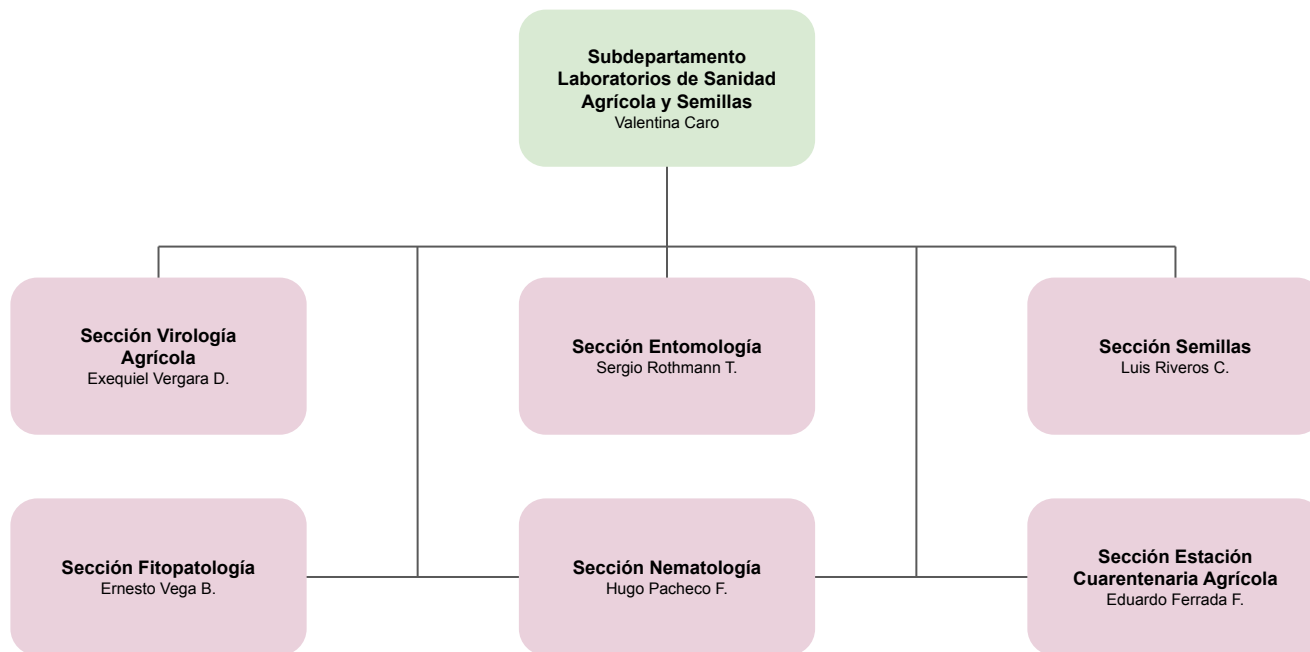 Subdepartamento
Laboratorios de Sanidad
Agrícola y Semillas
Valentina Caro
Sección Virología
Agrícola
Exequiel Vergara D.
Sección Entomología
Sergio Rothmann T.
Sección Semillas
Luis Riveros C.
Sección Fitopatología
Ernesto Vega B.
Sección Nematología
Hugo Pacheco F.
Sección Estación
Cuarentenaria Agrícola
Eduardo Ferrada F.